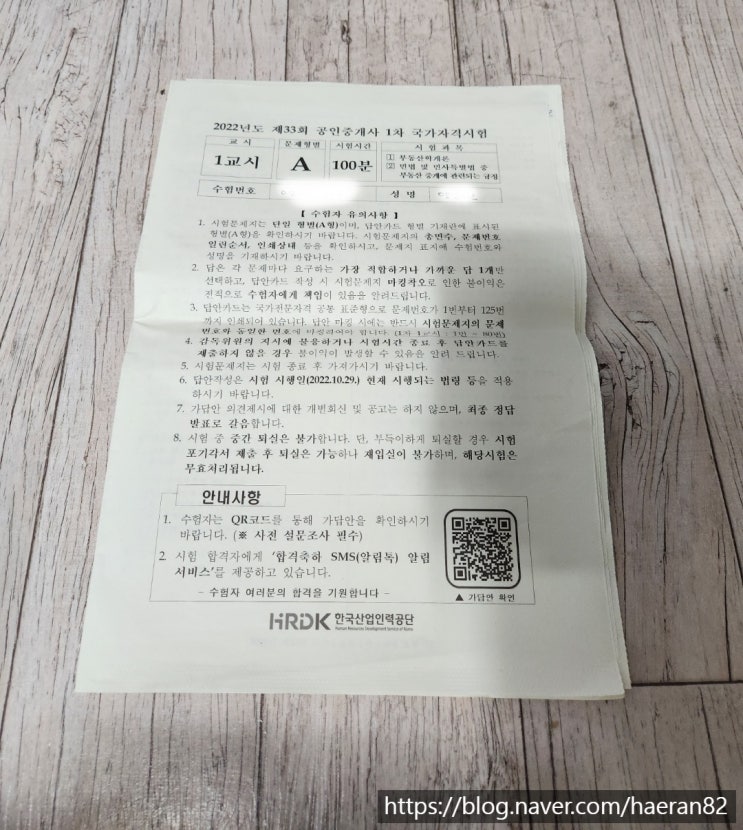 2022년도 제33회 공인중개사 1차 국가자격시험
교 시 문제형별 시험시간 시 험 과 목
1교시 A 100분 1 부동산학개론
2 민법 및 민사특별법 중
부동산 중개에 관련되는 규정
수험번호 성 명
[ 수험자 유의사항 ]
1. 시험문제지는 단일 형별(A형)이며, 답안카드 형별 기재란에 표시된
형별(A형)을 확인하시기 바랍니다. 시험문제지의 총면수, 문제번호
일련순서, 인쇄상태 등을 확인하시고, 문제지 표지에 수험번호와
성명을 기재하시기 바랍니다.
2. 답은 각 문제마다 요구하는 가장 적합하거나 가까운 답 1개만
선택하고, 답안카드 작성 시 시험문제지 마킹착오로 인한 불이익은
전적으로 수험자에게 책임이 있음을 알려드립니다.
3. 답안카드는 국가전문자격 공통 표준형으로 문제번호가 1번부터 125번
까지 인쇄되어 있습니다. 답안 마킹 시에는 반드시 시험문제지의 문제
번호와 동일한 번호에 마킹하여야 합니다. (1차 1교시 : 1번 ~ 80번)
4. 감독위원의 지시에 불응하거나 시험시간 종료 후 답안카드를
제출하지 않을 경우 불이익이 발생할 수 있음을 알려 드립니다.
5. 시험문제지는 시험 종료 후 가져가시기 바랍니다.
6. 답안작성은 시험 시행일(2022.10.29.) 현재 시행되는 법령 등을 적용
하시기 바랍니다.
7. 가답안 의견제시에 대한 개별회신 및 공고는 하지 않으며, 최종 정답
발표로 갈음합니다.
8. 시험 중 중간 퇴실은 불가합니다. 단, 부득이하게 퇴실할 경우 시험
포기각서 제출 후 퇴실은 가능하나 재입실이 불가하며, 해당시험은
무효처리됩니다.
안내사항
1. 수험자는 QR코드를 통해 가답안을 확인하시기
바랍니다. (※ 사전 설문조사 필수)
2 시험 합격자에게 '합격축하 SMS(알림톡) 알림
서비스'를 제공하고 있습니다.
- 수험자 여러분의 합격을 기원합니다 -
▲ 가답안 확인
HRDK 한국산업인력공단
Human Resources Development Service of Korea
https://blog.naver.com/haeran82